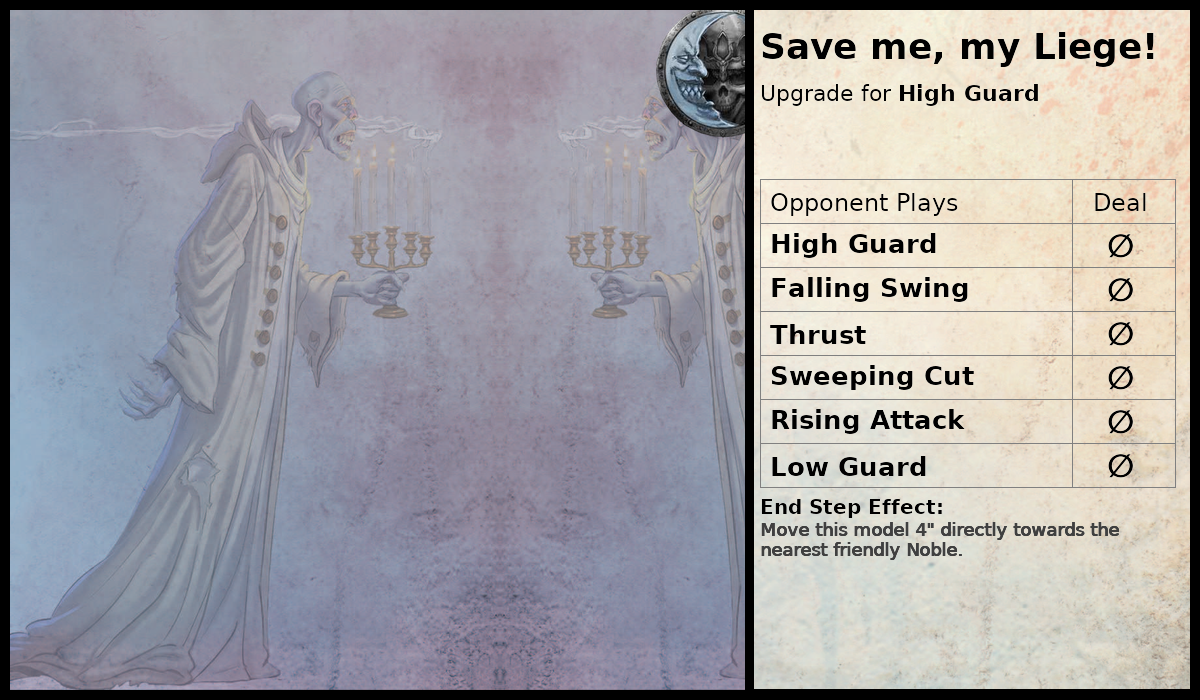 Save me, my Liege!
Upgrade for High Guard
Opponent Plays Deal
High Guard ∅
Falling Swing ∅
Thrust ∅
Sweeping Cut ∅
Rising Attack ∅
Low Guard ∅
End Step Effect:
Move this model 4" directly towards the
nearest friendly Noble.